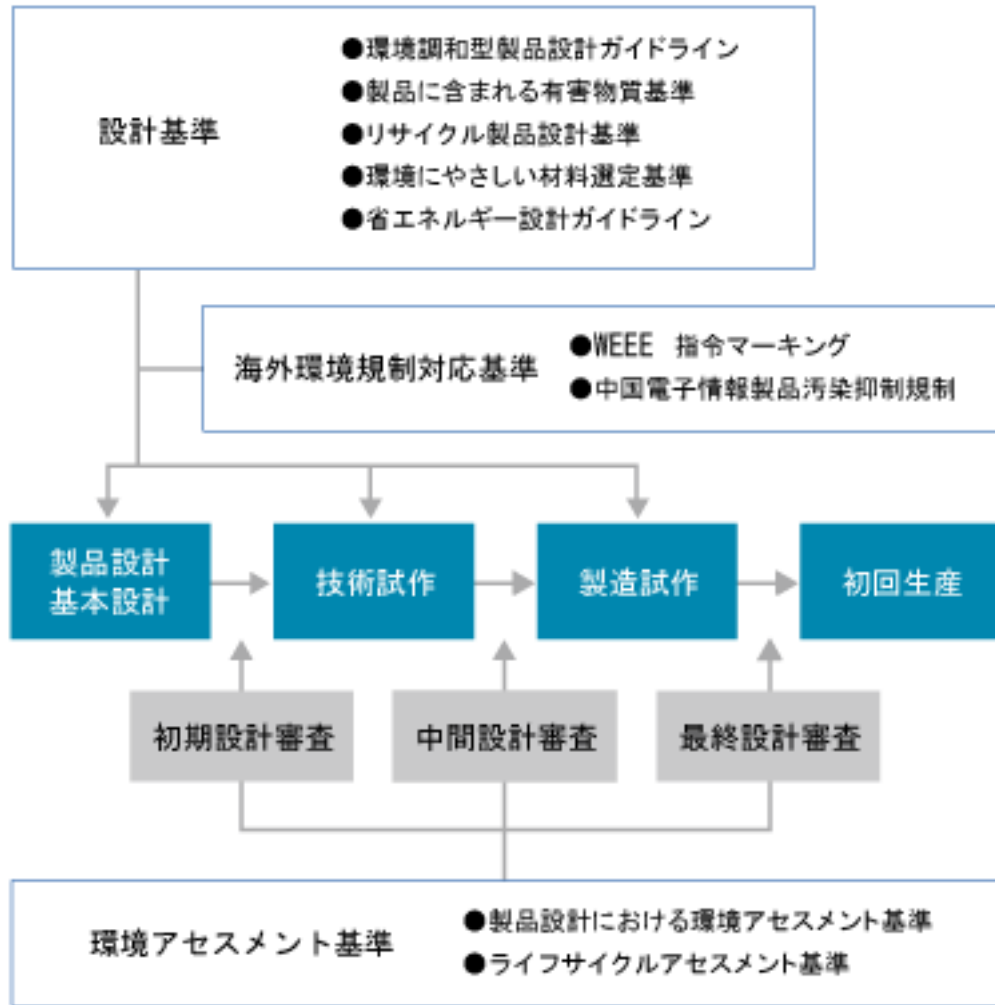 設計基準
●環境調和型製品設計ガイドライン
●製品に含まれる有害物質基準
●リサイクル製品設計基準
●環境にやさしい材料選定基準
●省エネルギー設計ガイドライン
海外環境規制対応基準
●WEEE 指令マーキング
●中国電子情報製品汚染抑制規制
製品設計
基本設計
技術試作
製造試作
初回生産
初期設計審査
中間設計審査
最終設計審査
環境アセスメント基準
●製品設計における環境アセスメント基準
●ライフサイクルアセスメント基準